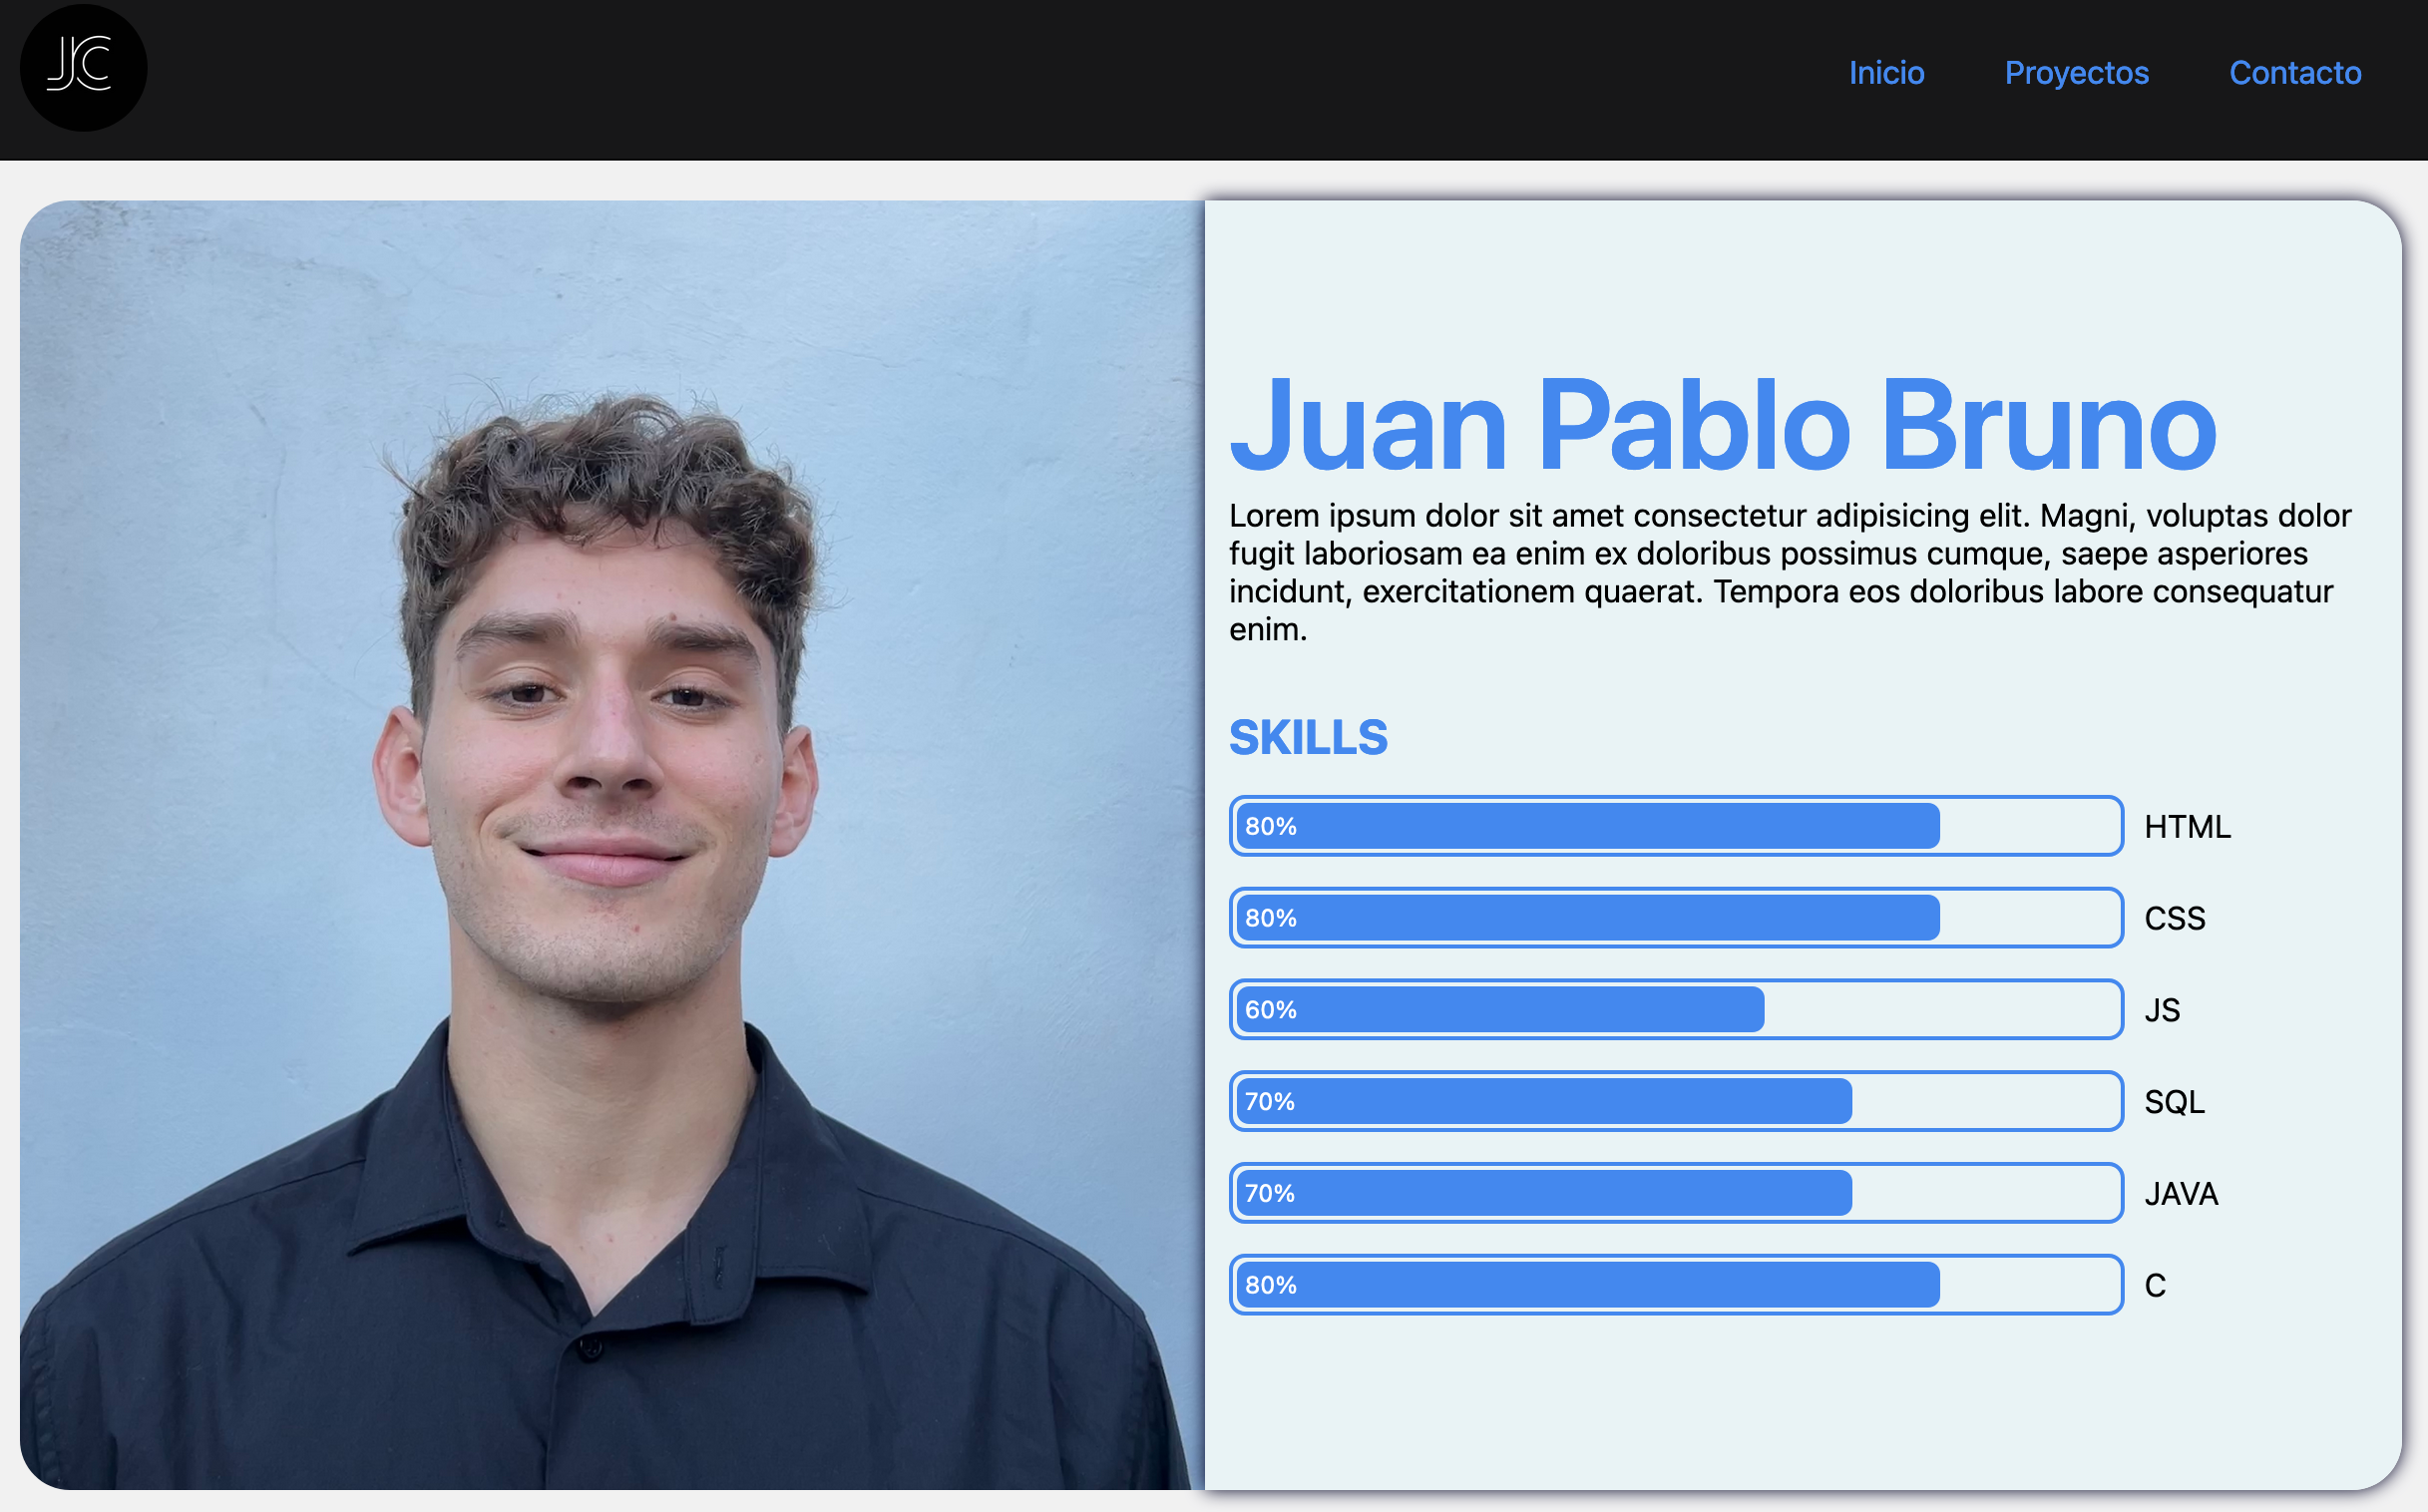 JC
Inicio Proyectos Contacto
Juan Pablo Bruno
Lorem ipsum dolor sit amet consectetur adipisicing elit. Magni, voluptas dolor
fugit laboriosam ea enim ex doloribus possimus cumque, saepe asperiores
incidunt, exercitationem quaerat. Tempora eos doloribus labore consequatur
enim.
SKILLS
80% HTML
80% CSS
60% JS
70% SQL
70% JAVA
80% C